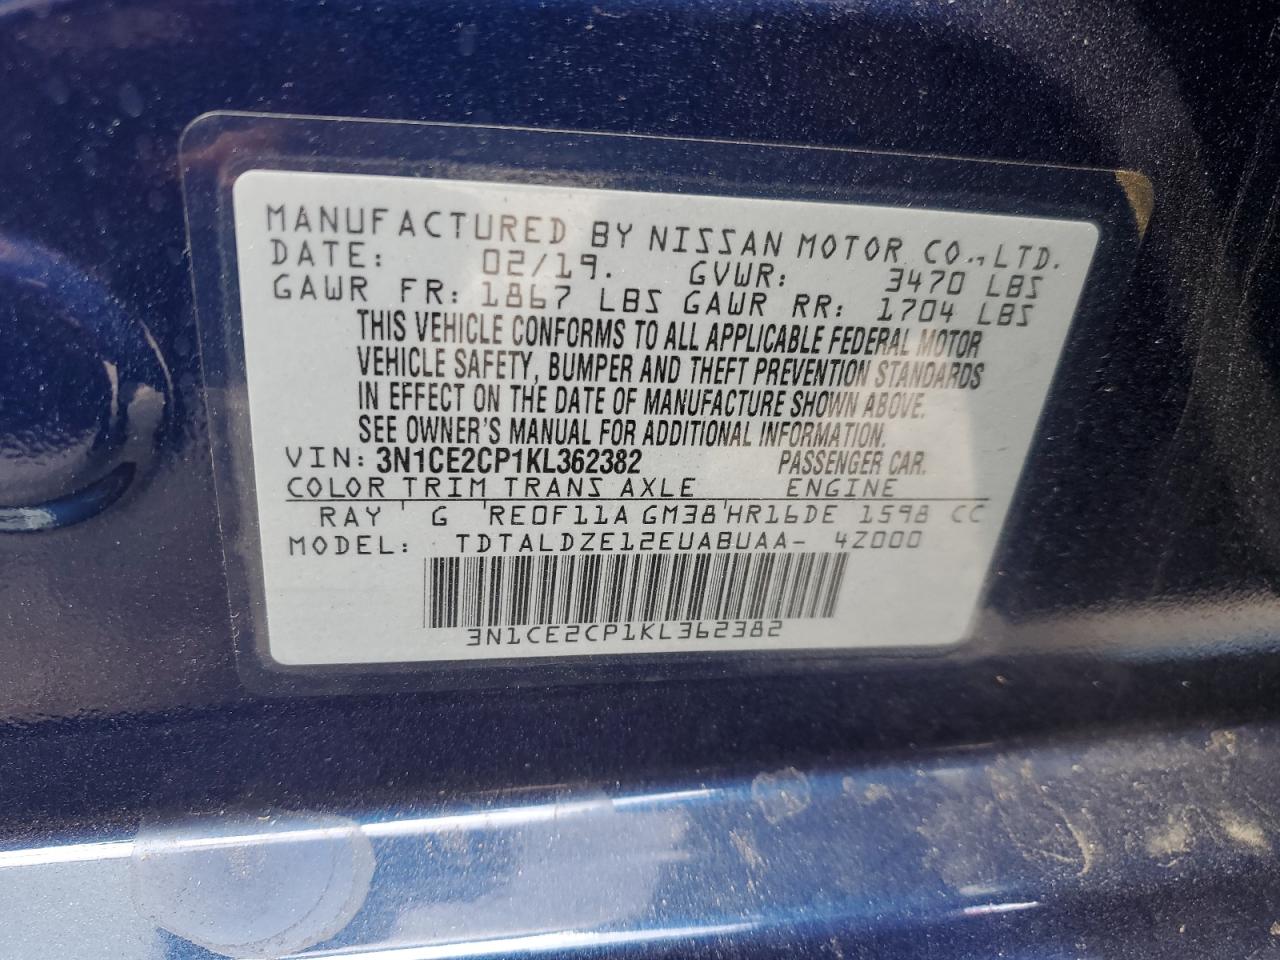 MANUFACTURED BY NISSAN MOTOR CO., LTD.
DATE: 02/19. GVWR: 3470 LBS
GAWR FR: 1867 LBS GAWR RR: 1704 LBS
THIS VEHICLE CONFORMS TO ALL APPLICABLE FEDERAL MOTOR
VEHICLE SAFETY, BUMPER AND THEFT PREVENTION STANDARDS
IN EFFECT ON THE DATE OF MANUFACTURE SHOWN ABOVE.
SEE OWNER'S MANUAL FOR ADDITIONAL INFORMATION.
VIN: 3N1CE2CP1KL362382 PASSENGER CAR.
COLOR TRIM TRANS AXLE ENGINE
RAY G RE0F11A GM38 HR16DE 1598 CC
MODEL: TDTALDZE12EUABUAA- 4Z000
3N1CE2CP1KL362382